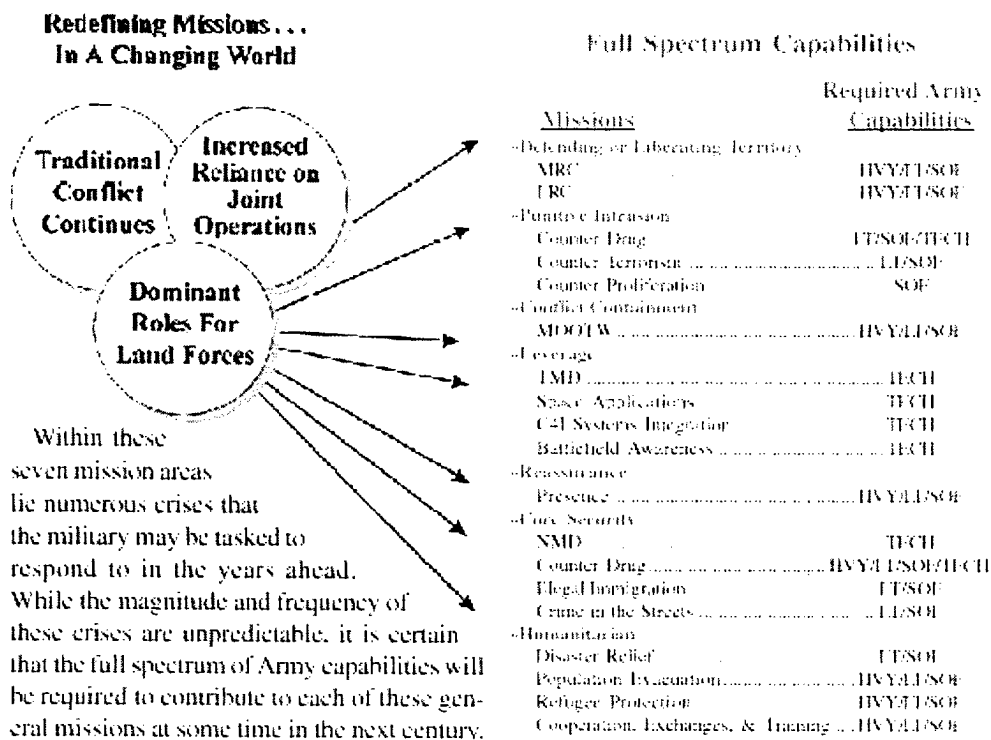 Redefining Missions...
In A Changing World
Traditional
Conflict
Continues
Increased
Reliance on
Joint
Operations
Dominant
Roles For
Land Forces
Within these
seven mission areas
lie numerous crises that
the military may be tasked to
respond to in the years ahead.
While the magnitude and frequency of
these crises are unpredictable, it is certain
that the full spectrum of Army capabilities will
be required to contribute to each of these gen-
eral missions at some time in the next century.
Full Spectrum Capabilities
Required Army
Missions Capabilities
Defending or Liberating Territory
MRC HVY/LT/SOF
LRC HVY/LT/SOF
Punitive Intrusion
Counter Drug LT/SOF/TECH
Counter Terrorist LT/SOF
Counter Proliferation SOF
Conflict Containment
MOOTW HVY/LT/SOF
Leverage
TMD TECH
Space Applications TECH
C4I Systems Integration TECH
Battlefield Awareness TECH
Reassurance
Presence HVY/LT/SOF
Core Security
NMD TECH
Counter Drug HVY/LT/SOF/TECH
Illegal Immigration LT/SOF
Crime in the Streets LT/SOF
Humanitarian
Disaster Relief LT/SOF
Population Evacuation HVY/LT/SOF
Refugee Protection HVY/LT/SOF
Cooperation, Exchanges, & Training HVY/LT/SOF